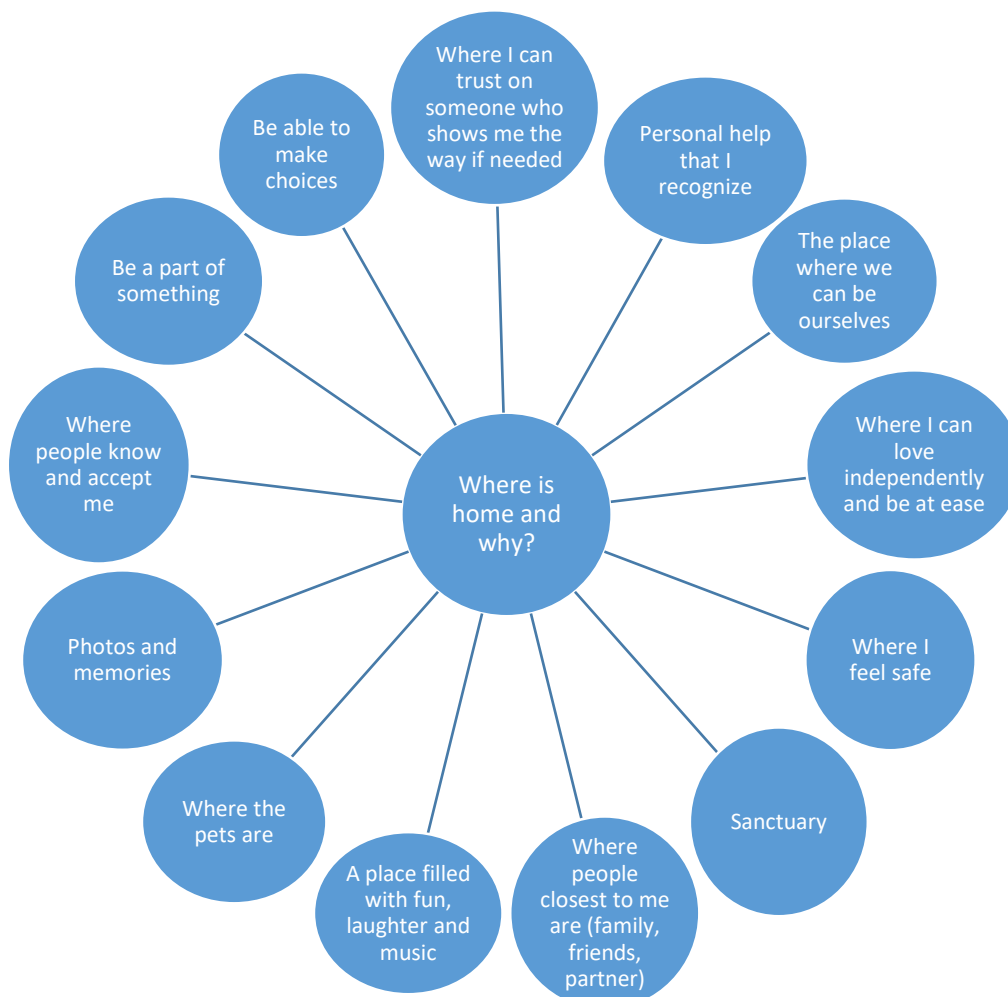 Where I can
trust on
someone who
shows me the
way if needed
Personal help
that I
recognize
The place
where we
can be
ourselves
Where I can
love
independently
and be at ease
Where I
feel safe
Sanctuary
Where
people
closest to me
are (family,
friends,
partner)
A place filled
with fun,
laughter and
music
Where the
pets are
Photos and
memories
Where
people know
and accept
me
Be a part of
something
Be able to
make
choices
Where is
home and
why?